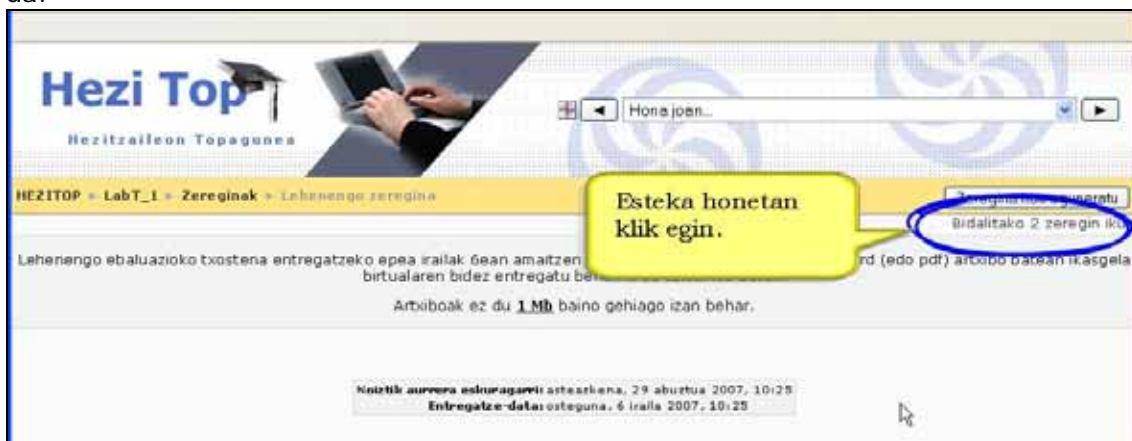 da.
Hezi Top
Hezitzaileon Topagunea
Hona joan...
HEZITOP » LabT_1 » Zereginak » Lehenengo zeregina
Esteka honetan
klik egin.
Bidalitako 2 zeregin iku
Lehenengo ebaluazioko txostena entregatzeko epea irailak 6ean amaitzen rd (edo pdf) artxibo batean ikasgela
birtualaren bidez entregatu
Artxiboak ez du 1 Mb baino gehiago izan behar.
Noiztik aurrera eskuragarri: asteazkena, 29 abuztua 2007, 10:25
Entregatze-data: osteguna, 6 iraila 2007, 10:25